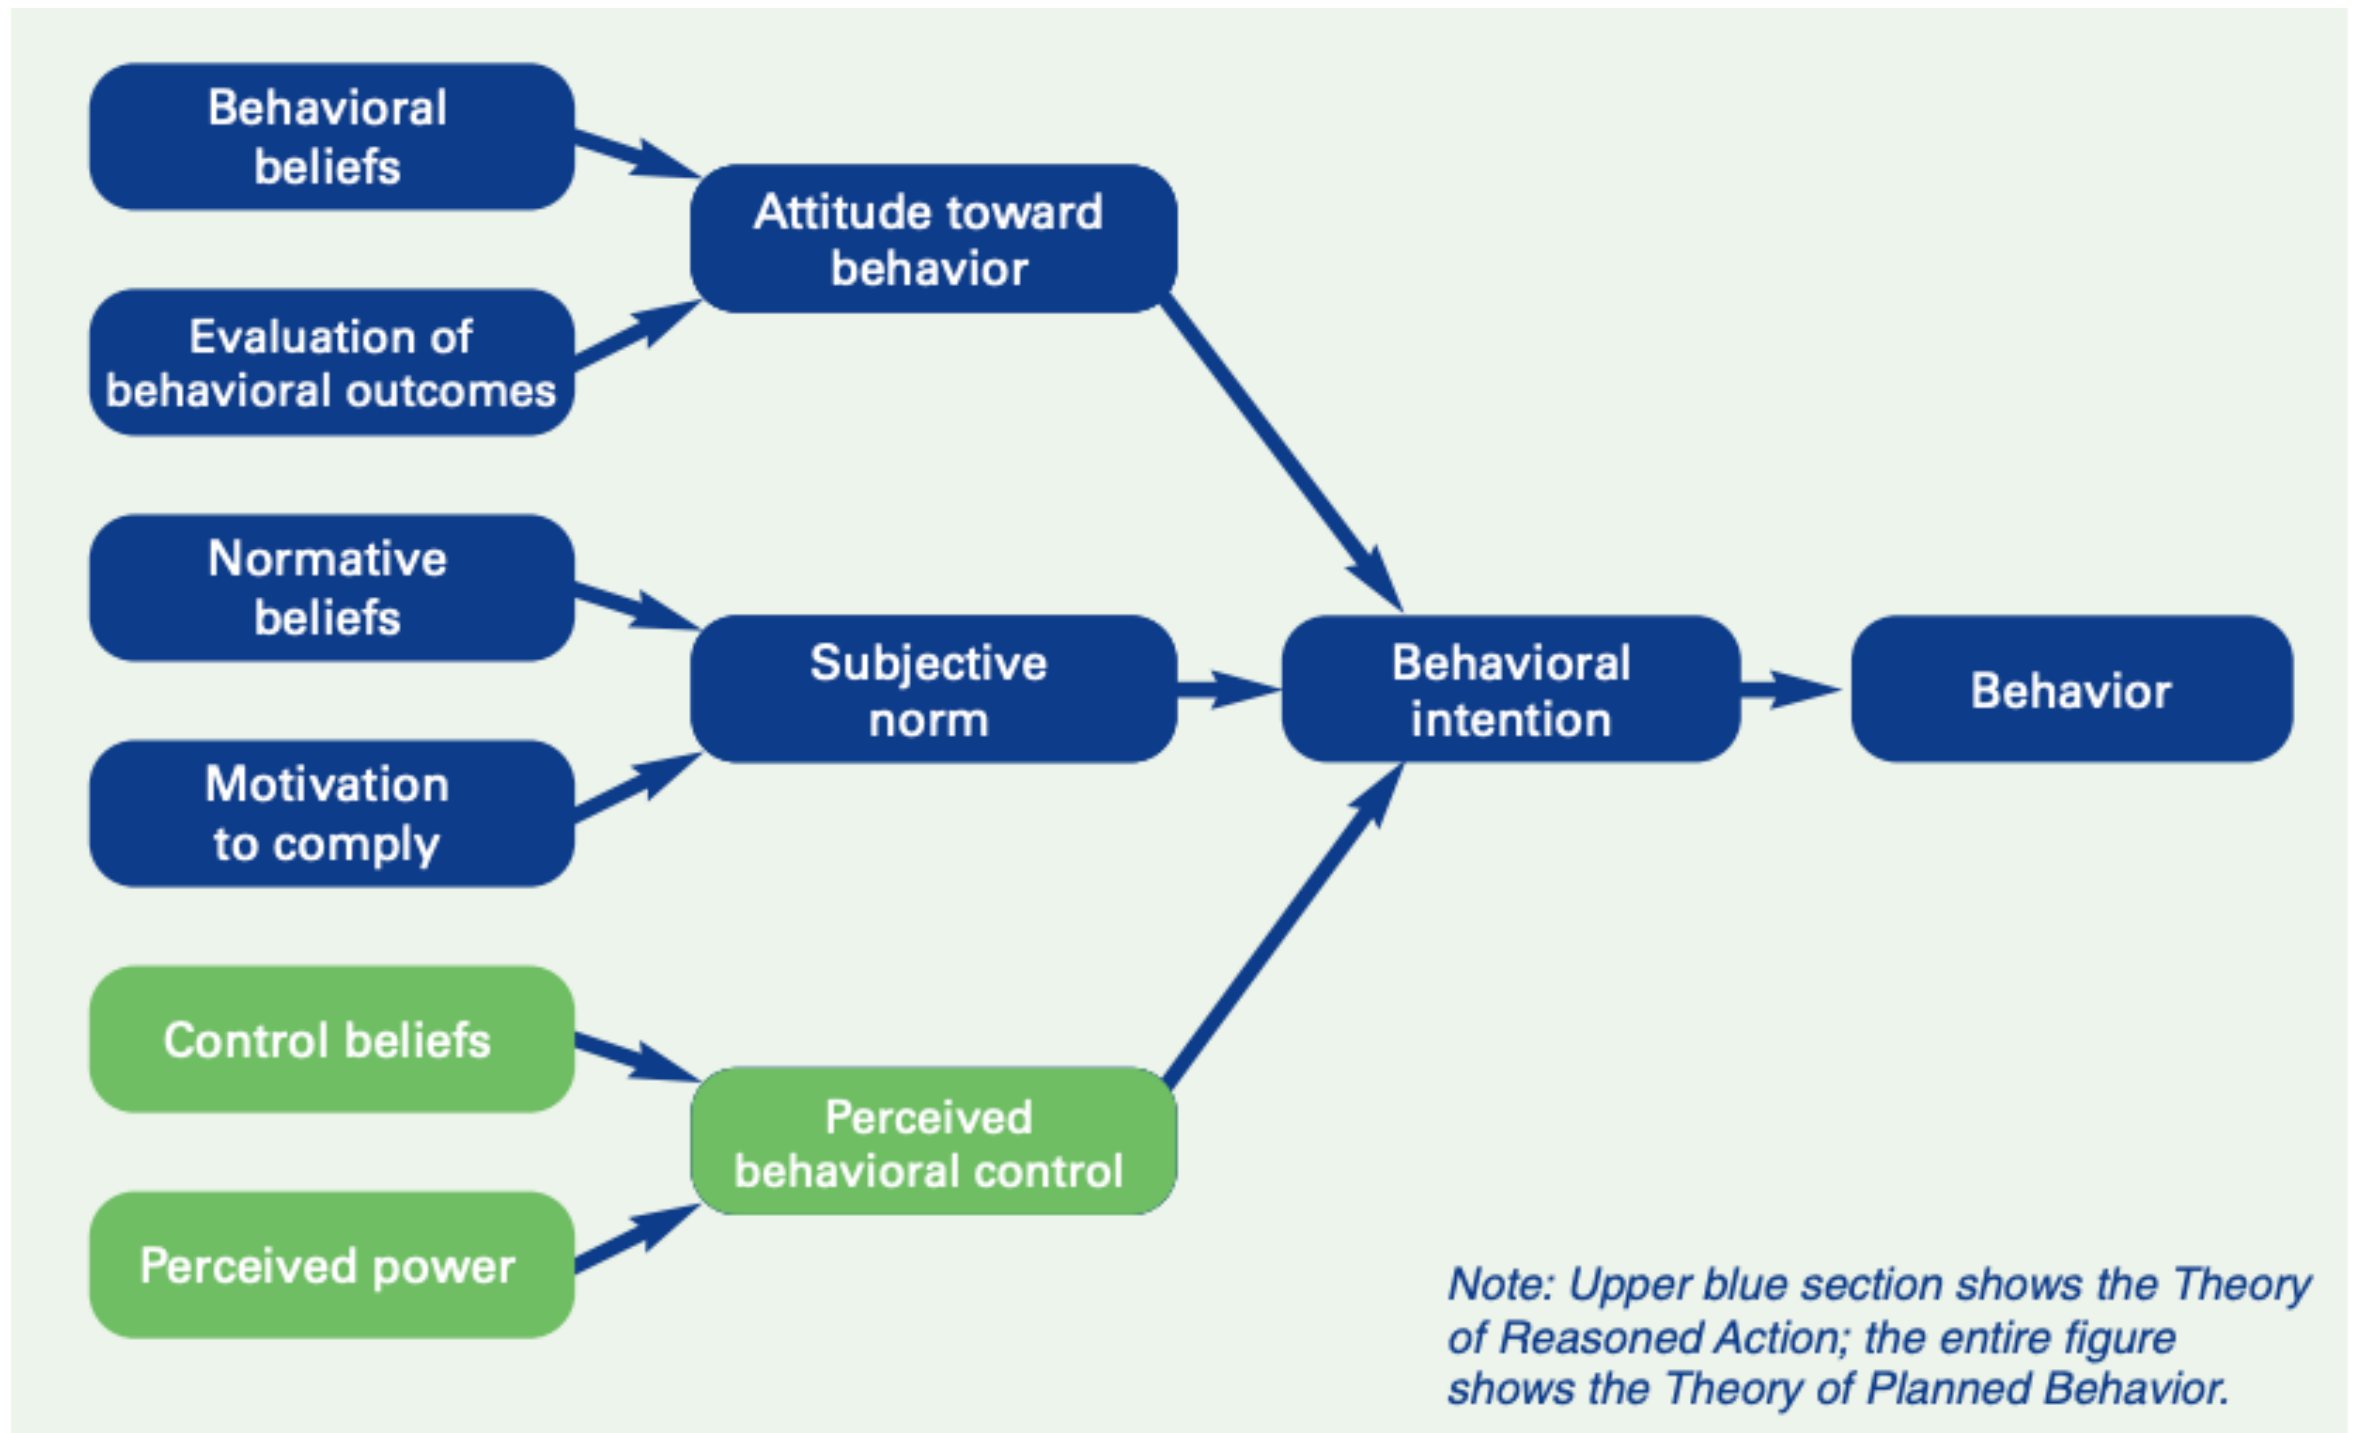 Behavioral
beliefs
Evaluation of
behavioral outcomes
Attitude toward
behavior
Normative
beliefs
Motivation
to comply
Subjective
norm
Behavioral
intention
Behavior
Control beliefs
Perceived power
Perceived
behavioral control
Note: Upper blue section shows the Theory
of Reasoned Action; the entire figure
shows the Theory of Planned Behavior.